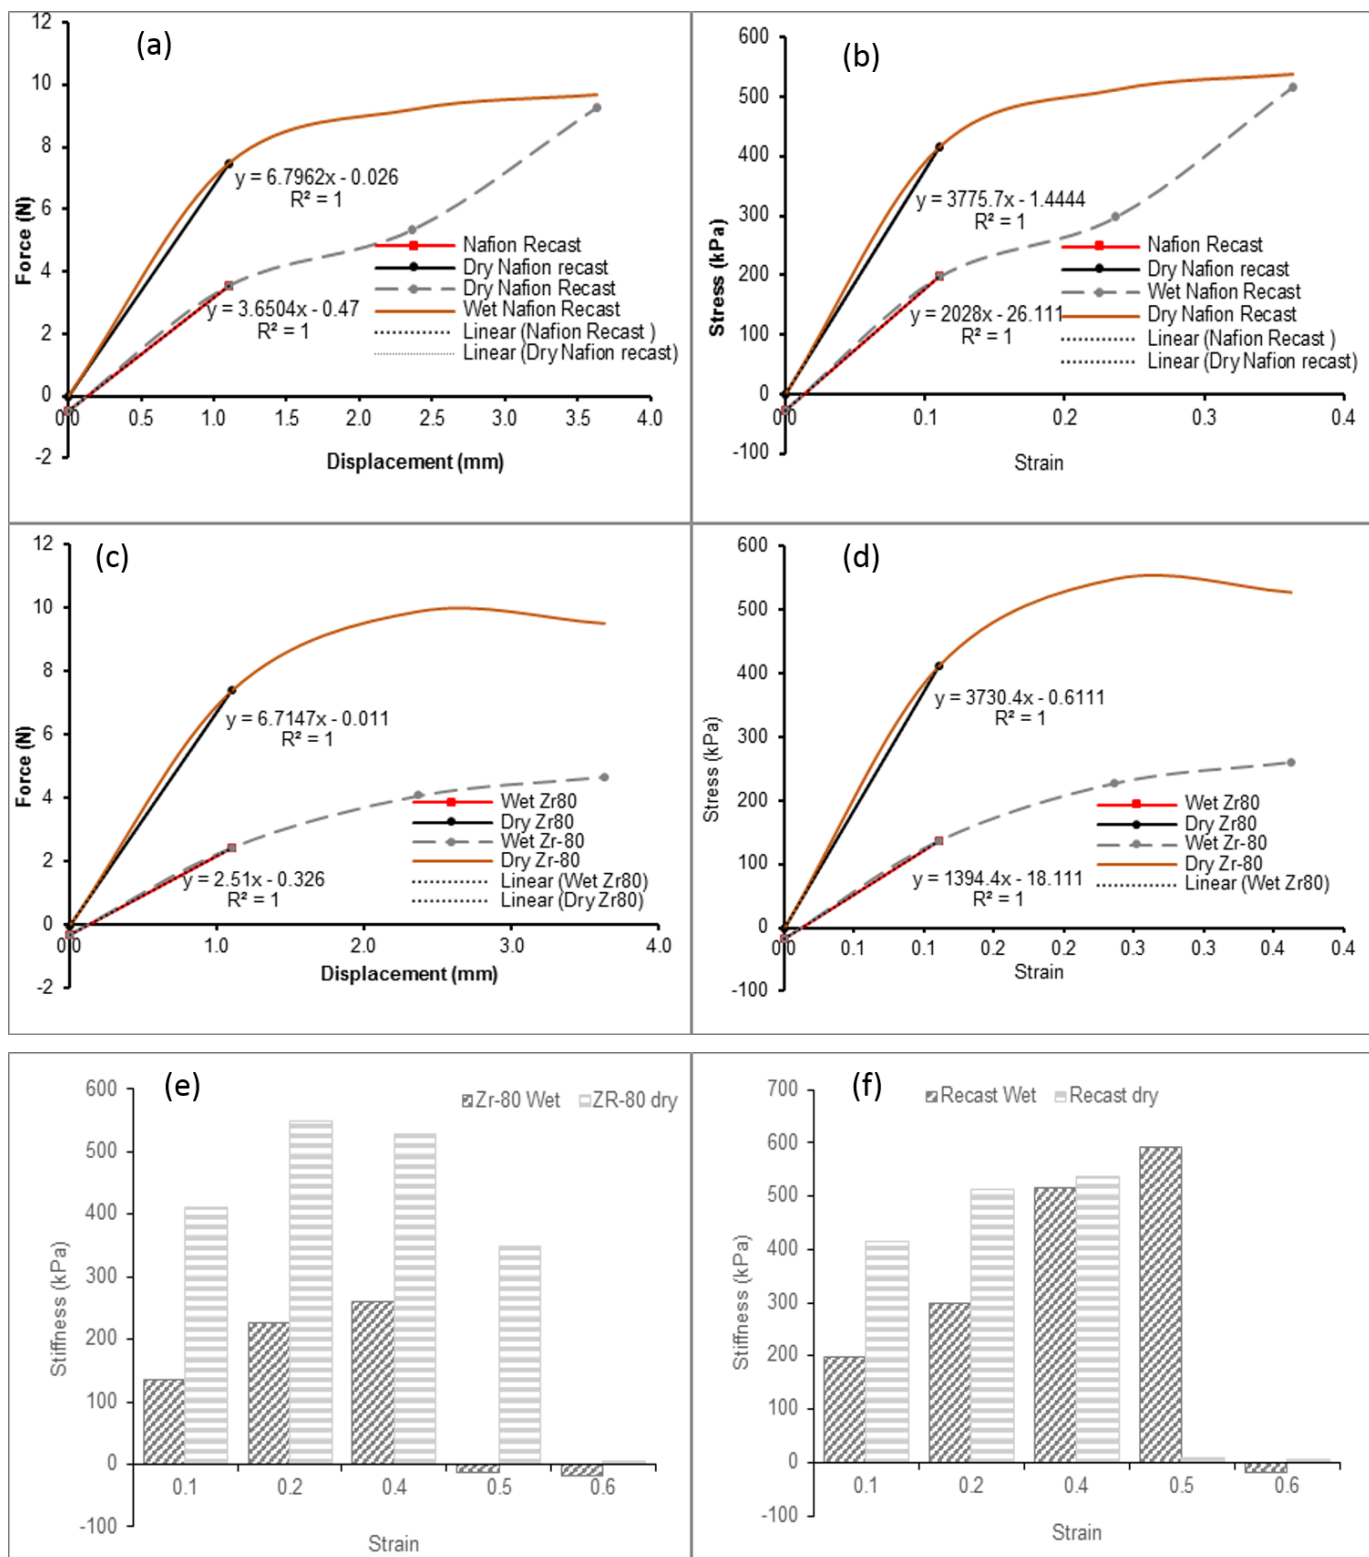 (a)
12
10
8
6
4
2
0
-2
Force (N)
y = 6.7962x - 0.026
R² = 1
y = 3.6504x - 0.47
R² = 1
Nafion Recast
Dry Nafion recast
Dry Nafion Recast
Wet Nafion Recast
Linear (Nafion Recast )
Linear (Dry Nafion recast)
0.0 0.5 1.0 1.5 2.0 2.5 3.0 3.5 4.0
Displacement (mm)
(b)
600
500
400
300
200
100
0
-100
Stress (kPa)
y = 3775.7x - 1.4444
R² = 1
y = 2028x - 26.111
R² = 1
Nafion Recast
Dry Nafion recast
Wet Nafion Recast
Dry Nafion Recast
Linear (Nafion Recast )
Linear (Dry Nafion recast)
0.0 0.1 0.2 0.3 0.4
Strain
(c)
12
10
8
6
4
2
0
-2
Force (N)
y = 6.7147x - 0.011
R² = 1
y = 2.51x - 0.326
R² = 1
Wet Zr80
Dry Zr80
Wet Zr-80
Dry Zr-80
Linear (Wet Zr80)
Linear (Dry Zr80)
0.0 1.0 2.0 3.0 4.0
Displacement (mm)
(d)
600
500
400
300
200
100
0
-100
Stress (kPa)
y = 3730.4x - 0.6111
R² = 1
y = 1394.4x - 18.111
R² = 1
Wet Zr80
Dry Zr80
Wet Zr-80
Dry Zr-80
Linear (Wet Zr80)
0.0 0.1 0.1 0.2 0.2 0.3 0.3 0.4 0.4
Strain
(e)
Zr-80 Wet ZR-80 dry
600
500
400
300
200
100
0
-100
Stiffness (kPa)
0.1 0.2 0.4 0.5 0.6
Strain
(f)
Recast Wet Recast dry
700
600
500
400
300
200
100
0
-100
Stiffness (kPa)
0.1 0.2 0.4 0.5 0.6
Strain